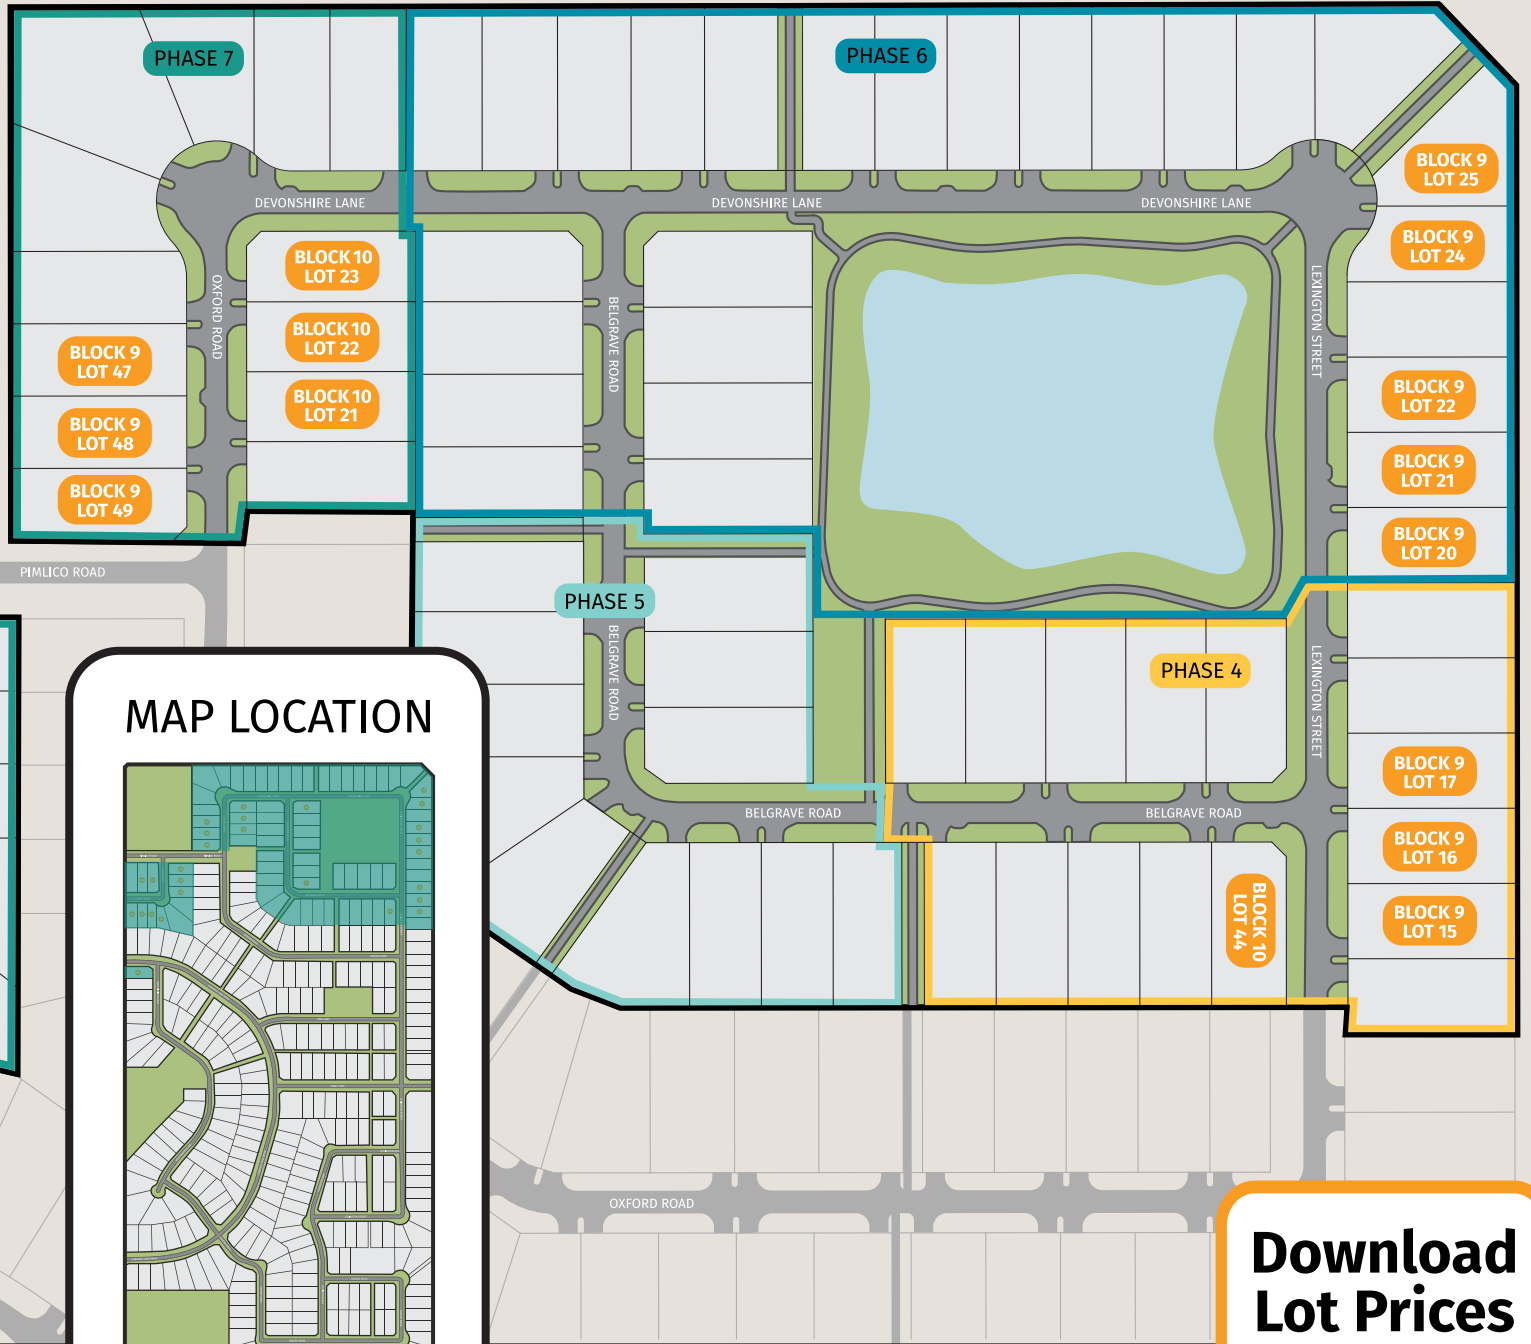 PHASE 7
PHASE 6
BLOCK 9
LOT 25
DEVONSHIRE LANE
DEVONSHIRE LANE
DEVONSHIRE LANE
BLOCK 9
LOT 24
BLOCK 10
LOT 23
OXFORD ROAD
BELGRAVE ROAD
LEXINGTON STREET
BLOCK 10
LOT 22
BLOCK 9
LOT 47
BLOCK 10
LOT 21
BLOCK 9
LOT 22
BLOCK 9
LOT 48
BLOCK 9
LOT 21
BLOCK 9
LOT 49
BLOCK 9
LOT 20
PIMLICO ROAD
PHASE 5
BELGRAVE ROAD
PHASE 4
LEXINGTON STREET
MAP LOCATION
BLOCK 9
LOT 17
BELGRAVE ROAD
BELGRAVE ROAD
BLOCK 9
LOT 16
BLOCK 10
LOT 44
BLOCK 9
LOT 15
OXFORD ROAD
Download
Lot Prices